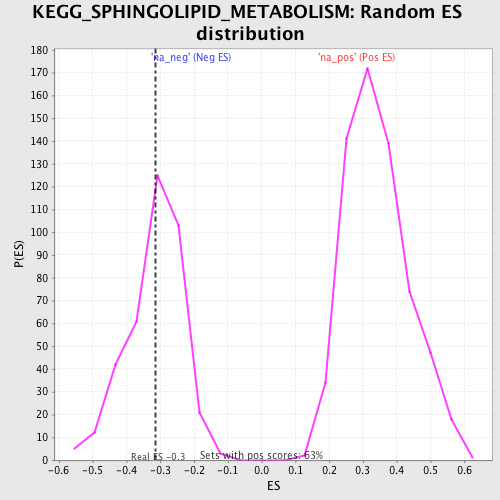 KEGG_SPHINGOLIPID_METABOLISM: Random ES
distribution
'na_neg' (Neg ES)
'na_pos' (Pos ES)
180
170
160
150
140
130
120
110
100
90
80
70
60
50
40
30
20
10
0
P(ES)
Real ES -0.3
Sets with pos scores: 63%
-0.6 -0.5 -0.4 -0.3 -0.2 -0.1 0.0 0.1 0.2 0.3 0.4 0.5 0.6
ES